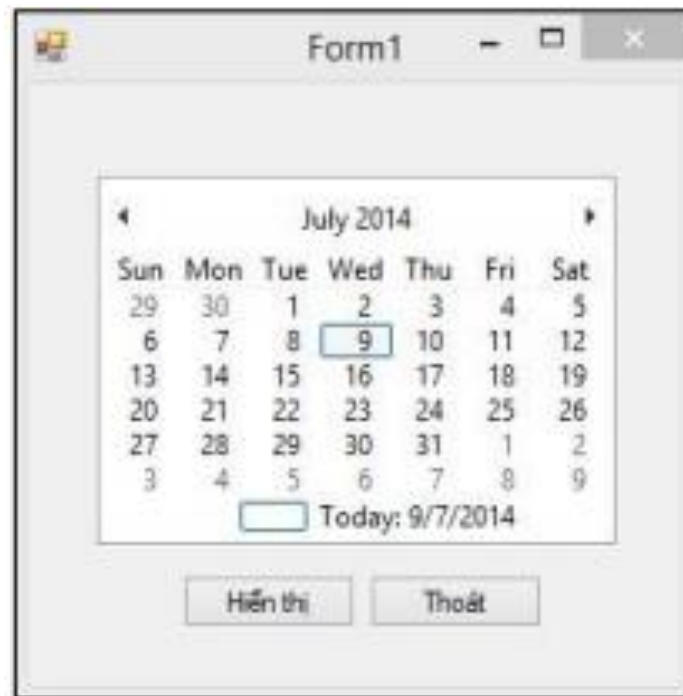 Form1
July 2014
Sun Mon Tue Wed Thu Fri Sat
29 30 1 2 3 4 5
6 7 8 9 10 11 12
13 14 15 16 17 18 19
20 21 22 23 24 25 26
27 28 29 30 31 1 2
3 4 5 6 7 8 9
Today: 9/7/2014
Hiển thị Thoát